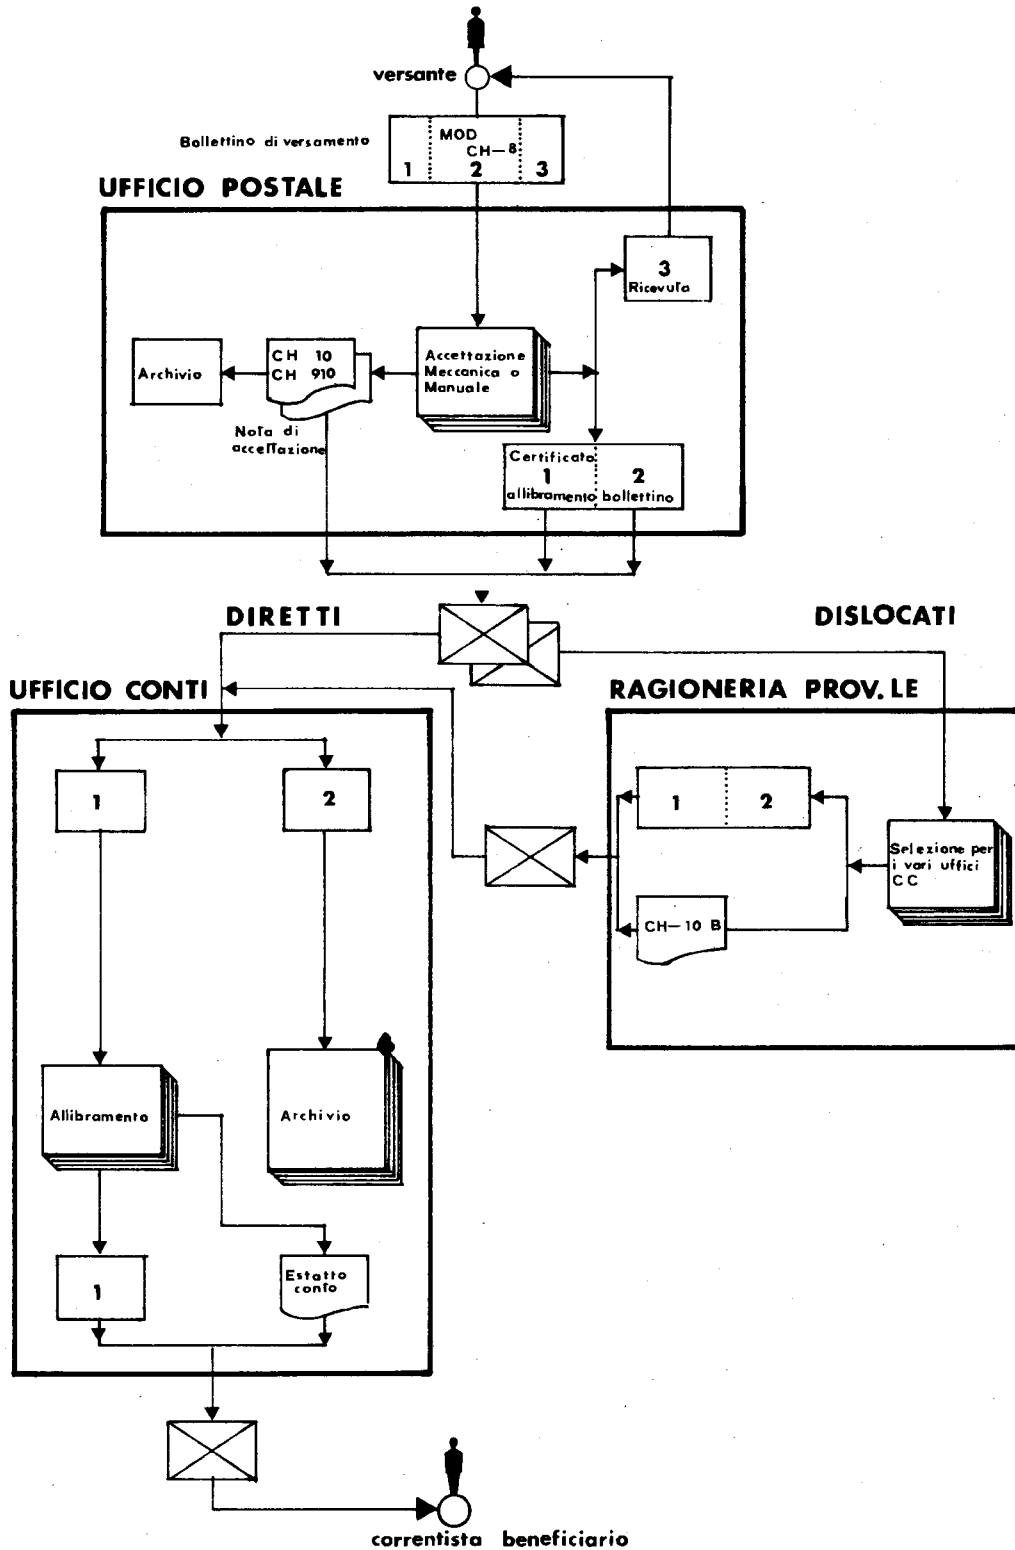 versante
Bollettino di versamento
MOD
CH—8
1 2 3
UFFICIO POSTALE
3
Ricevuta
Accettazione
Meccanica o
Manuale
CH 10
CH 910
Archivio
Nota di
accettazione
Certificato
1 2
allibramento bollettino
DIRETTI
DISLOCATI
UFFICIO CONTI
RAGIONERIA PROV.LE
1
2
1 2
Selezione per
i vari uffici
CC
CH—10 B
Allibramento
Archivio
1
Estatto
conto
correntista beneficiario